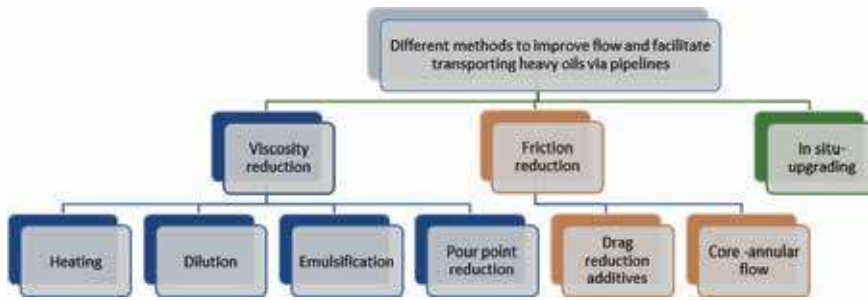 Different methods to improve flow and facilitate
transporting heavy oils via pipelines
Viscosity
reduction
Friction
reduction
In situ-
upgrading
Heating
Dilution
Emulsification
Pour point
reduction
Drag
reduction
additives
Core -annular
flow